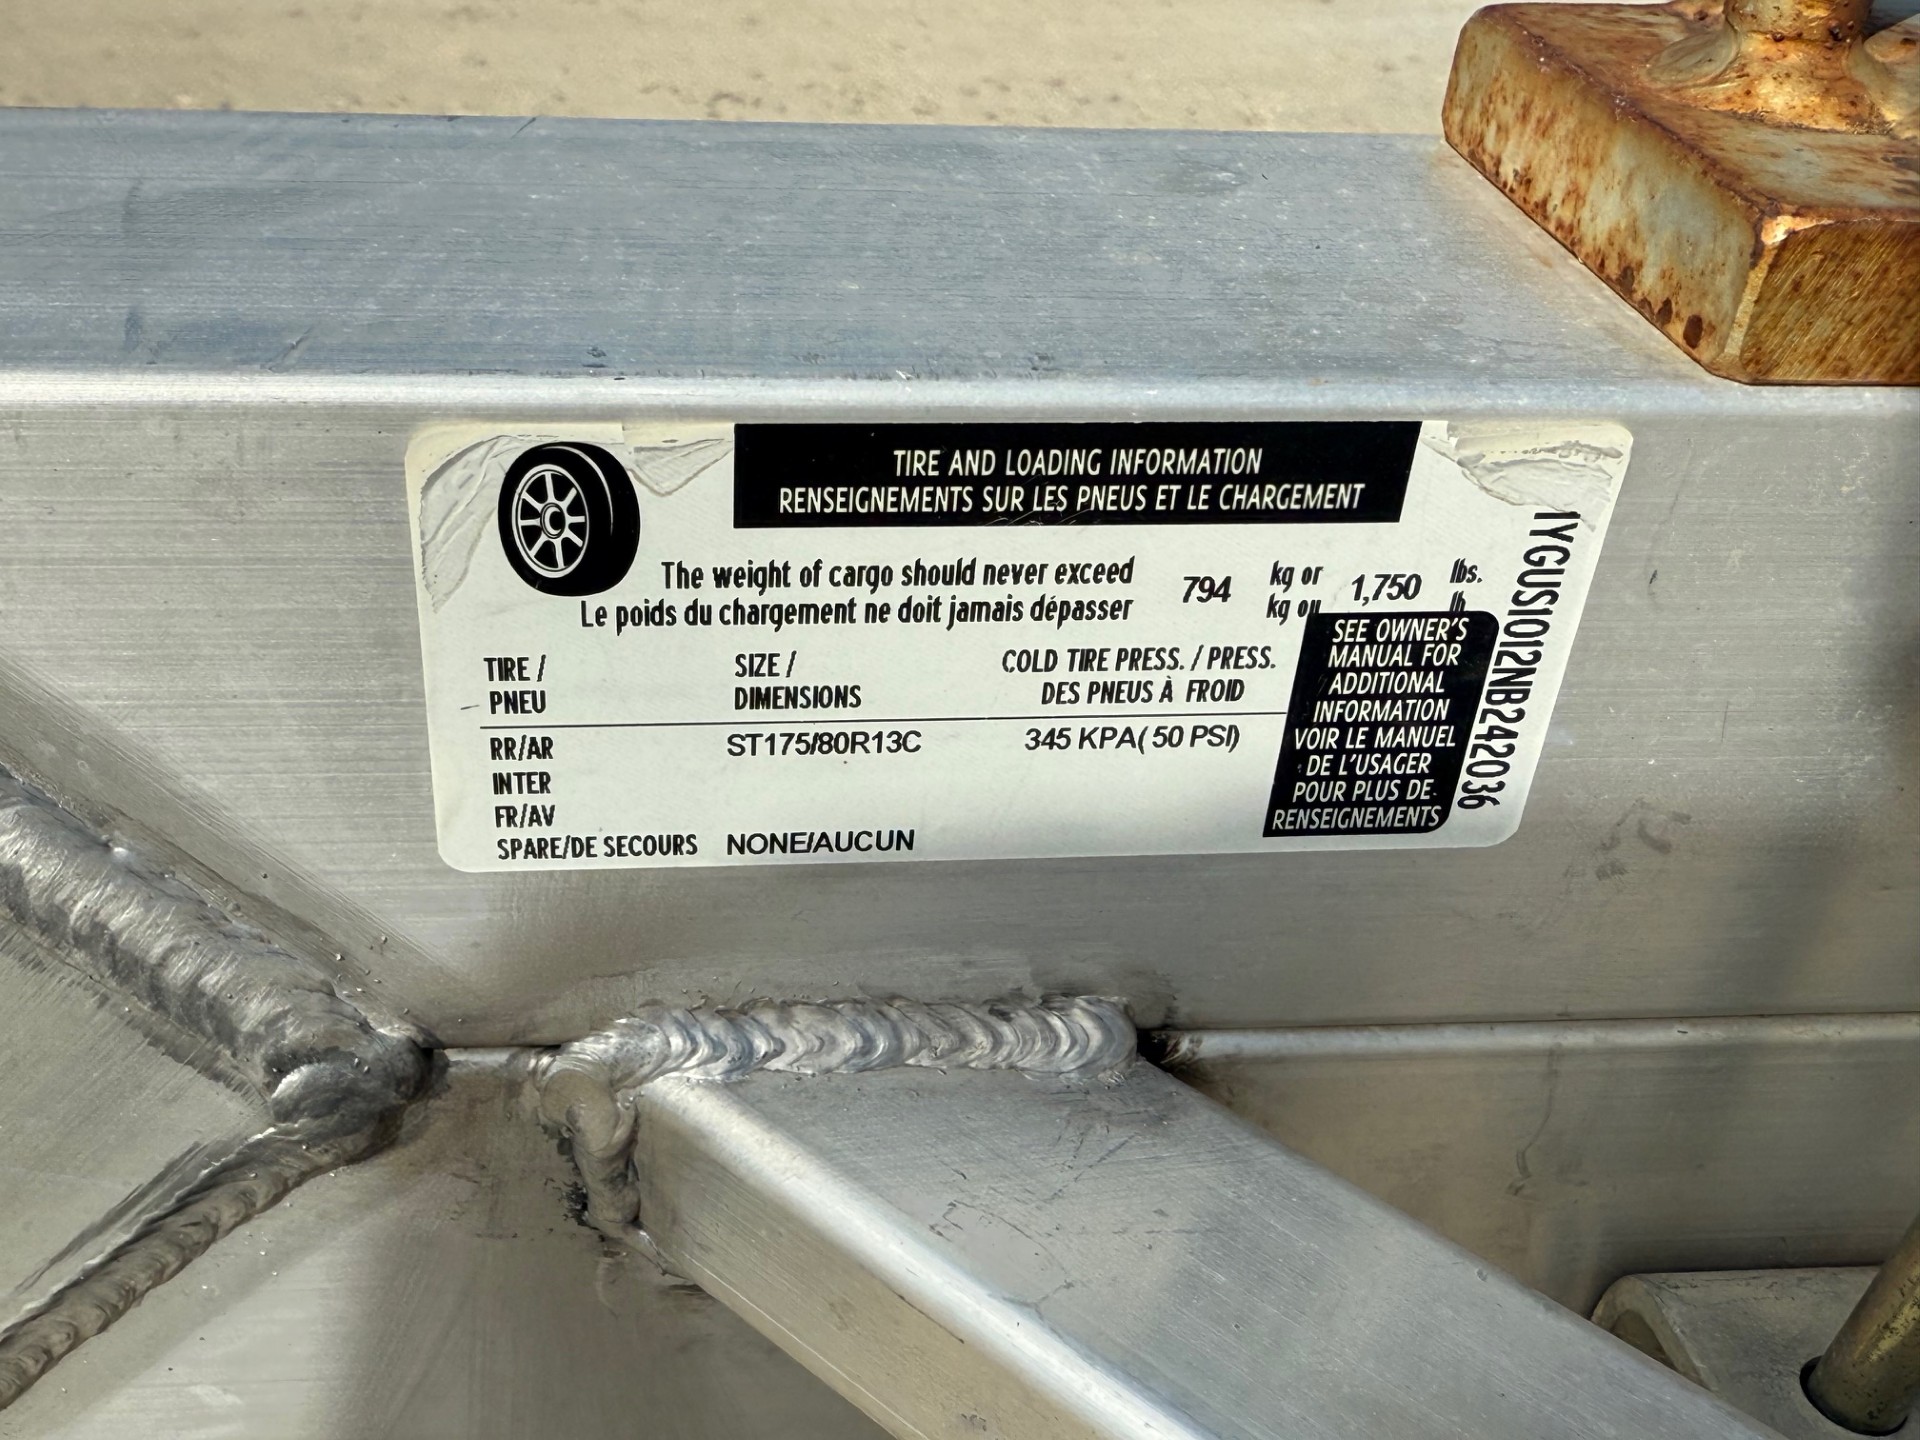 TIRE AND LOADING INFORMATION
RENSEIGNEMENTS SUR LES PNEUS ET LE CHARGEMENT
The weight of cargo should never exceed 794 kg or 1,750 lbs.
Le poids du chargement ne doit jamais dépasser kg ou lb
TIRE / SIZE / COLD TIRE PRESS. / PRESS.
PNEU DIMENSIONS DES PNEUS À FROID
RR/AR ST175/80R13C 345 KPA( 50 PSI)
INTER
FR/AV
SPARE/DE SECOURS NONE/AUCUN
SEE OWNER'S
MANUAL FOR
ADDITIONAL
INFORMATION
VOIR LE MANUEL
DE L'USAGER
POUR PLUS DE
RENSEIGNEMENTS
1YGUS1012NB242036